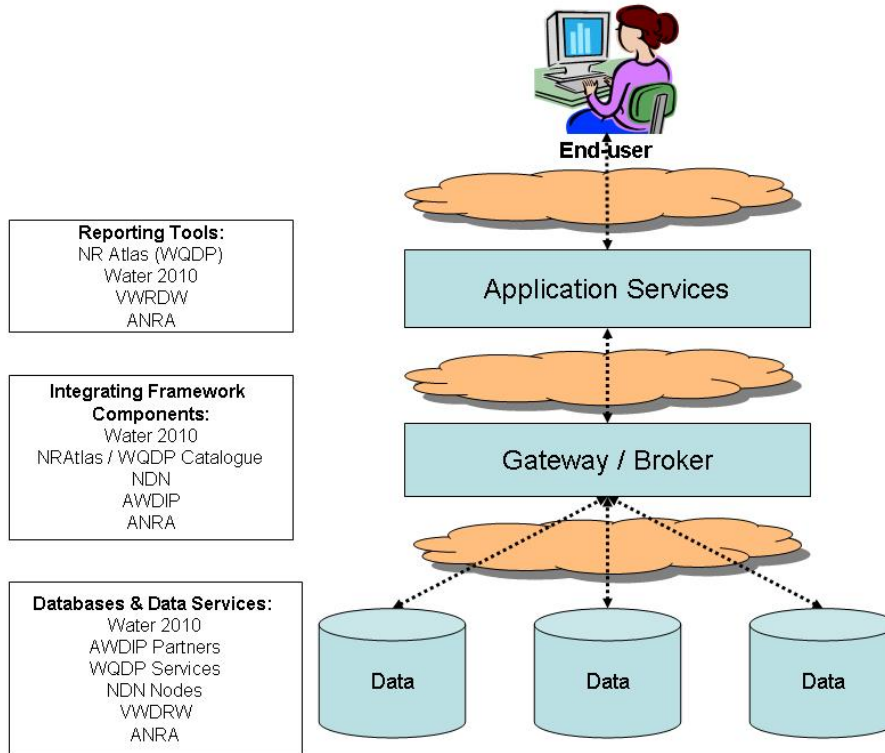 End-user
Reporting Tools:
NR Atlas (WQDP)
Water 2010
VWRDW
ANRA
Application Services
Integrating Framework
Components:
Water 2010
NRAtlas / WQDP Catalogue
NDN
AWDIP
ANRA
Gateway / Broker
Databases & Data Services:
Water 2010
AWDIP Partners
WQDP Services
NDN Nodes
VWDRW
ANRA
Data
Data
Data